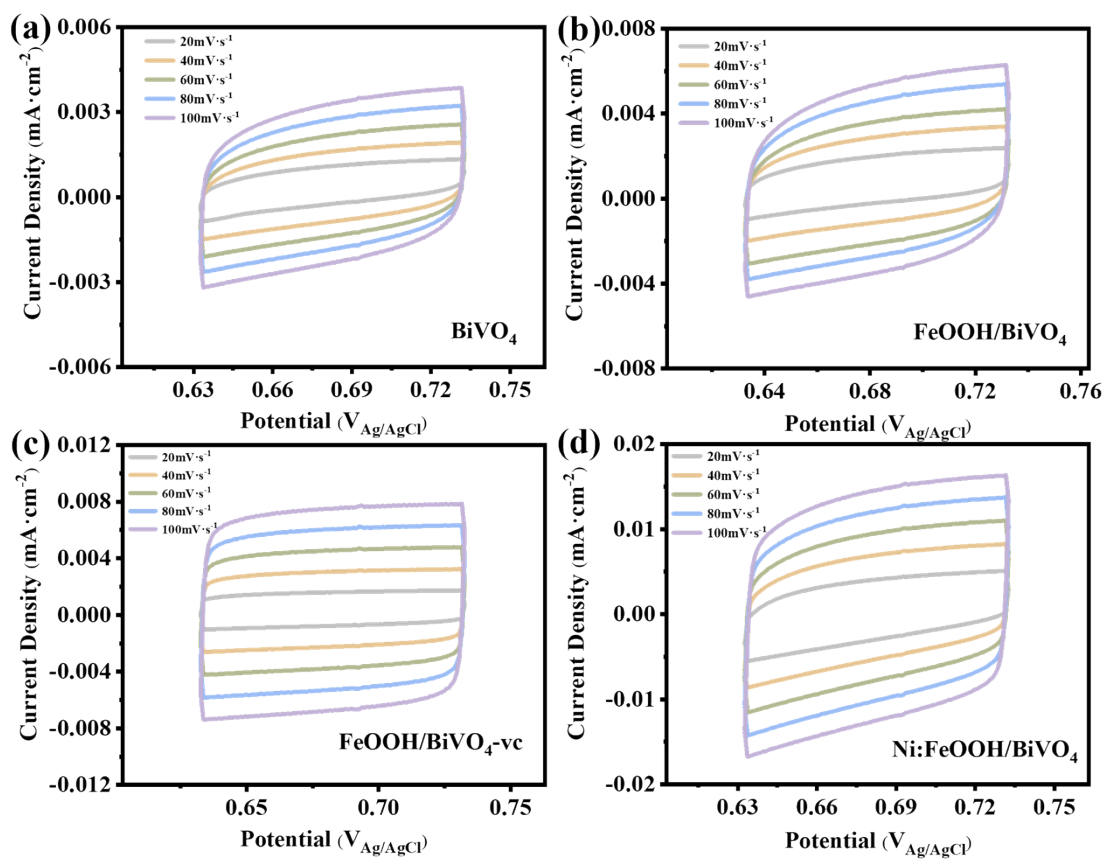 (a)
0.006
0.003
0.000
-0.003
-0.006
Current Density (mA·cm⁻²)
20mV·s⁻¹
40mV·s⁻¹
60mV·s⁻¹
80mV·s⁻¹
100mV·s⁻¹
BiVO₄
0.63 0.66 0.69 0.72 0.75
Potential (V_Ag/AgCl)
(b)
0.008
0.004
0.000
-0.004
-0.008
Current Density (mA·cm⁻²)
20mV·s⁻¹
40mV·s⁻¹
60mV·s⁻¹
80mV·s⁻¹
100mV·s⁻¹
FeOOH/BiVO₄
0.64 0.68 0.72 0.76
Potential (V_Ag/AgCl)
(c)
0.012
0.008
0.004
0.000
-0.004
-0.008
-0.012
Current Density (mA·cm⁻²)
20mV·s⁻¹
40mV·s⁻¹
60mV·s⁻¹
80mV·s⁻¹
100mV·s⁻¹
FeOOH/BiVO₄-vc
0.65 0.70 0.75
Potential (V_Ag/AgCl)
(d)
0.02
0.01
0.00
-0.01
-0.02
Current Density (mA·cm⁻²)
20mV·s⁻¹
40mV·s⁻¹
60mV·s⁻¹
80mV·s⁻¹
100mV·s⁻¹
Ni:FeOOH/BiVO₄
0.63 0.66 0.69 0.72 0.75
Potential (V_Ag/AgCl)